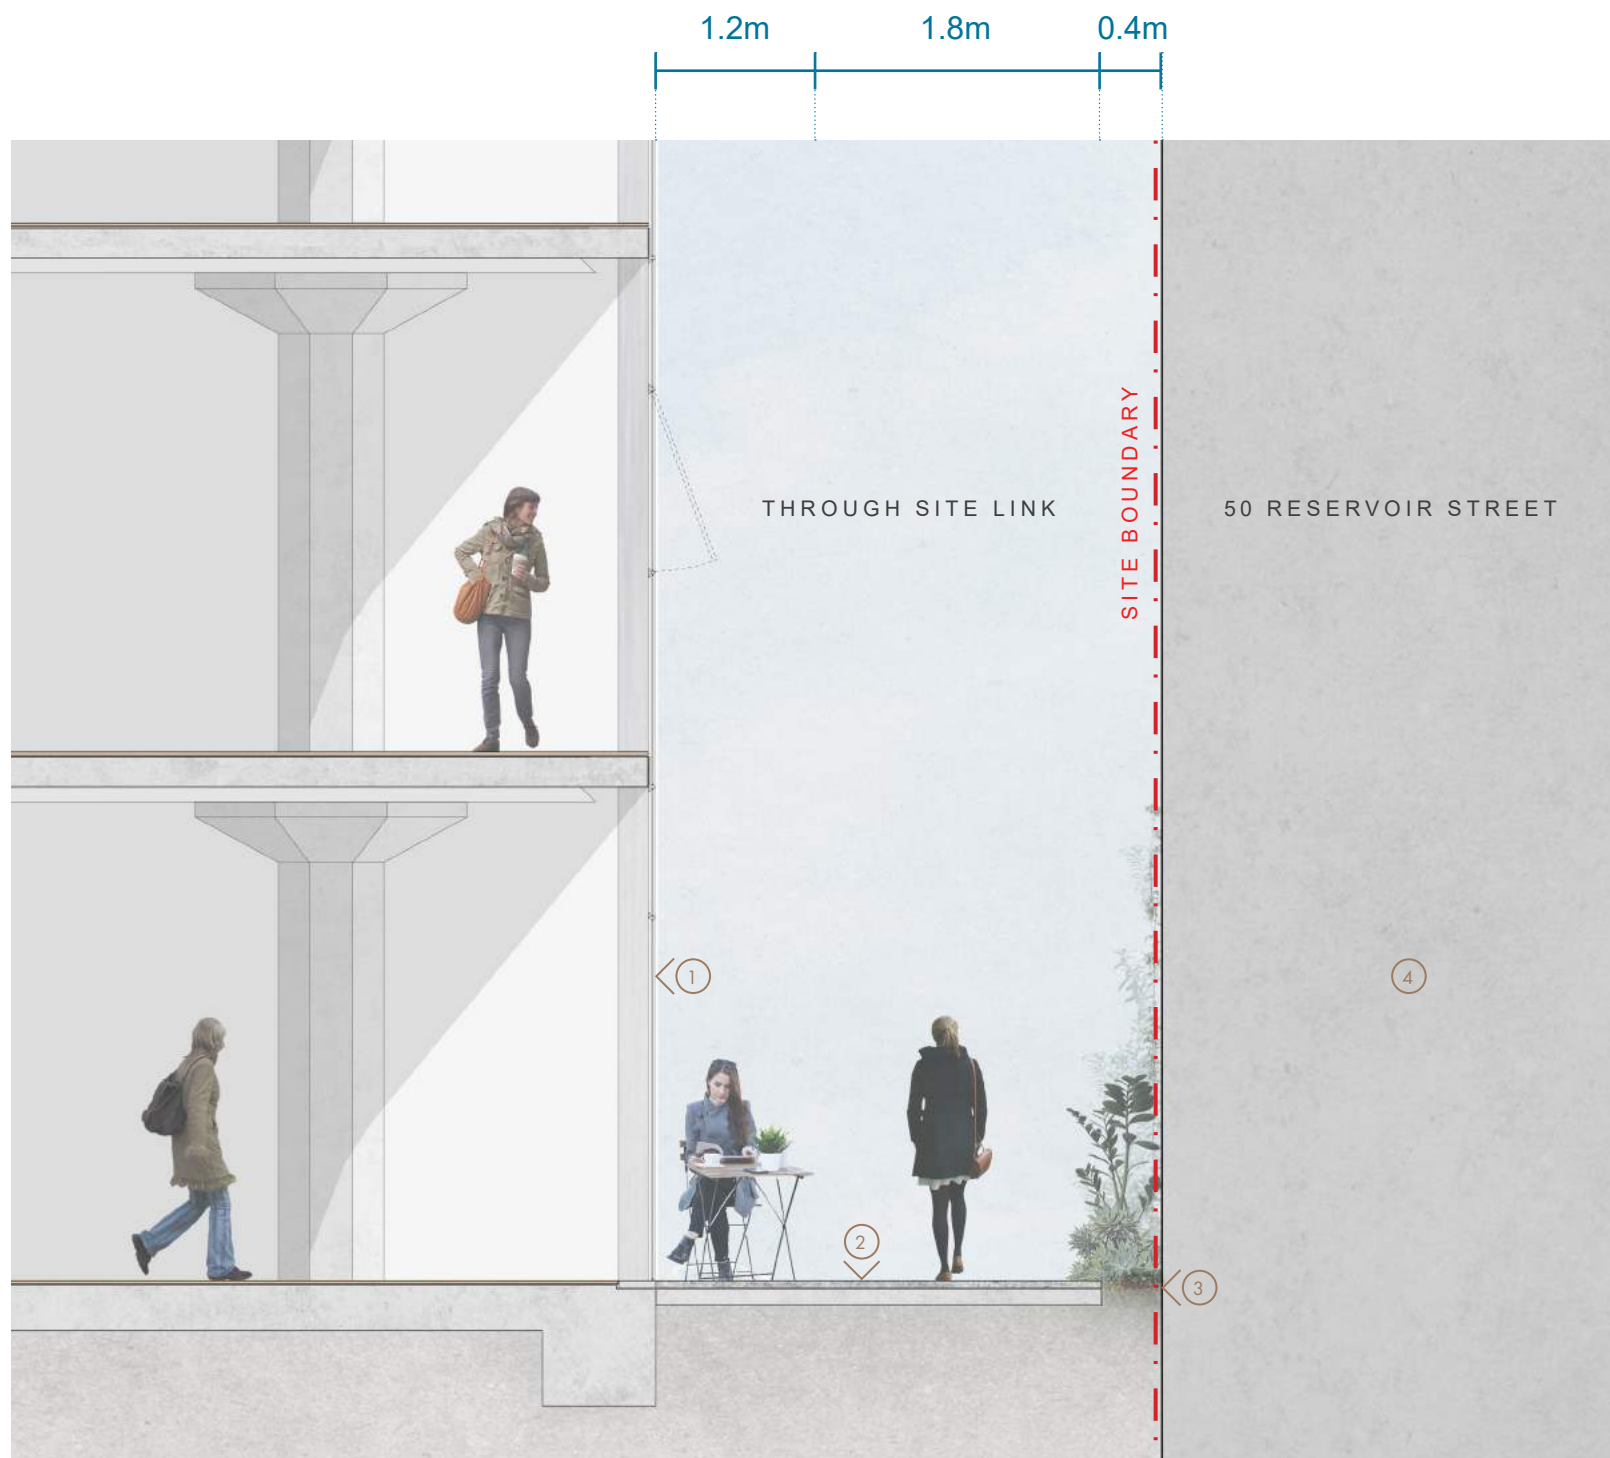 1.2m 1.8m 0.4m
SITE BOUNDARY
THROUGH SITE LINK
50 RESERVOIR STREET
1
4
2
3